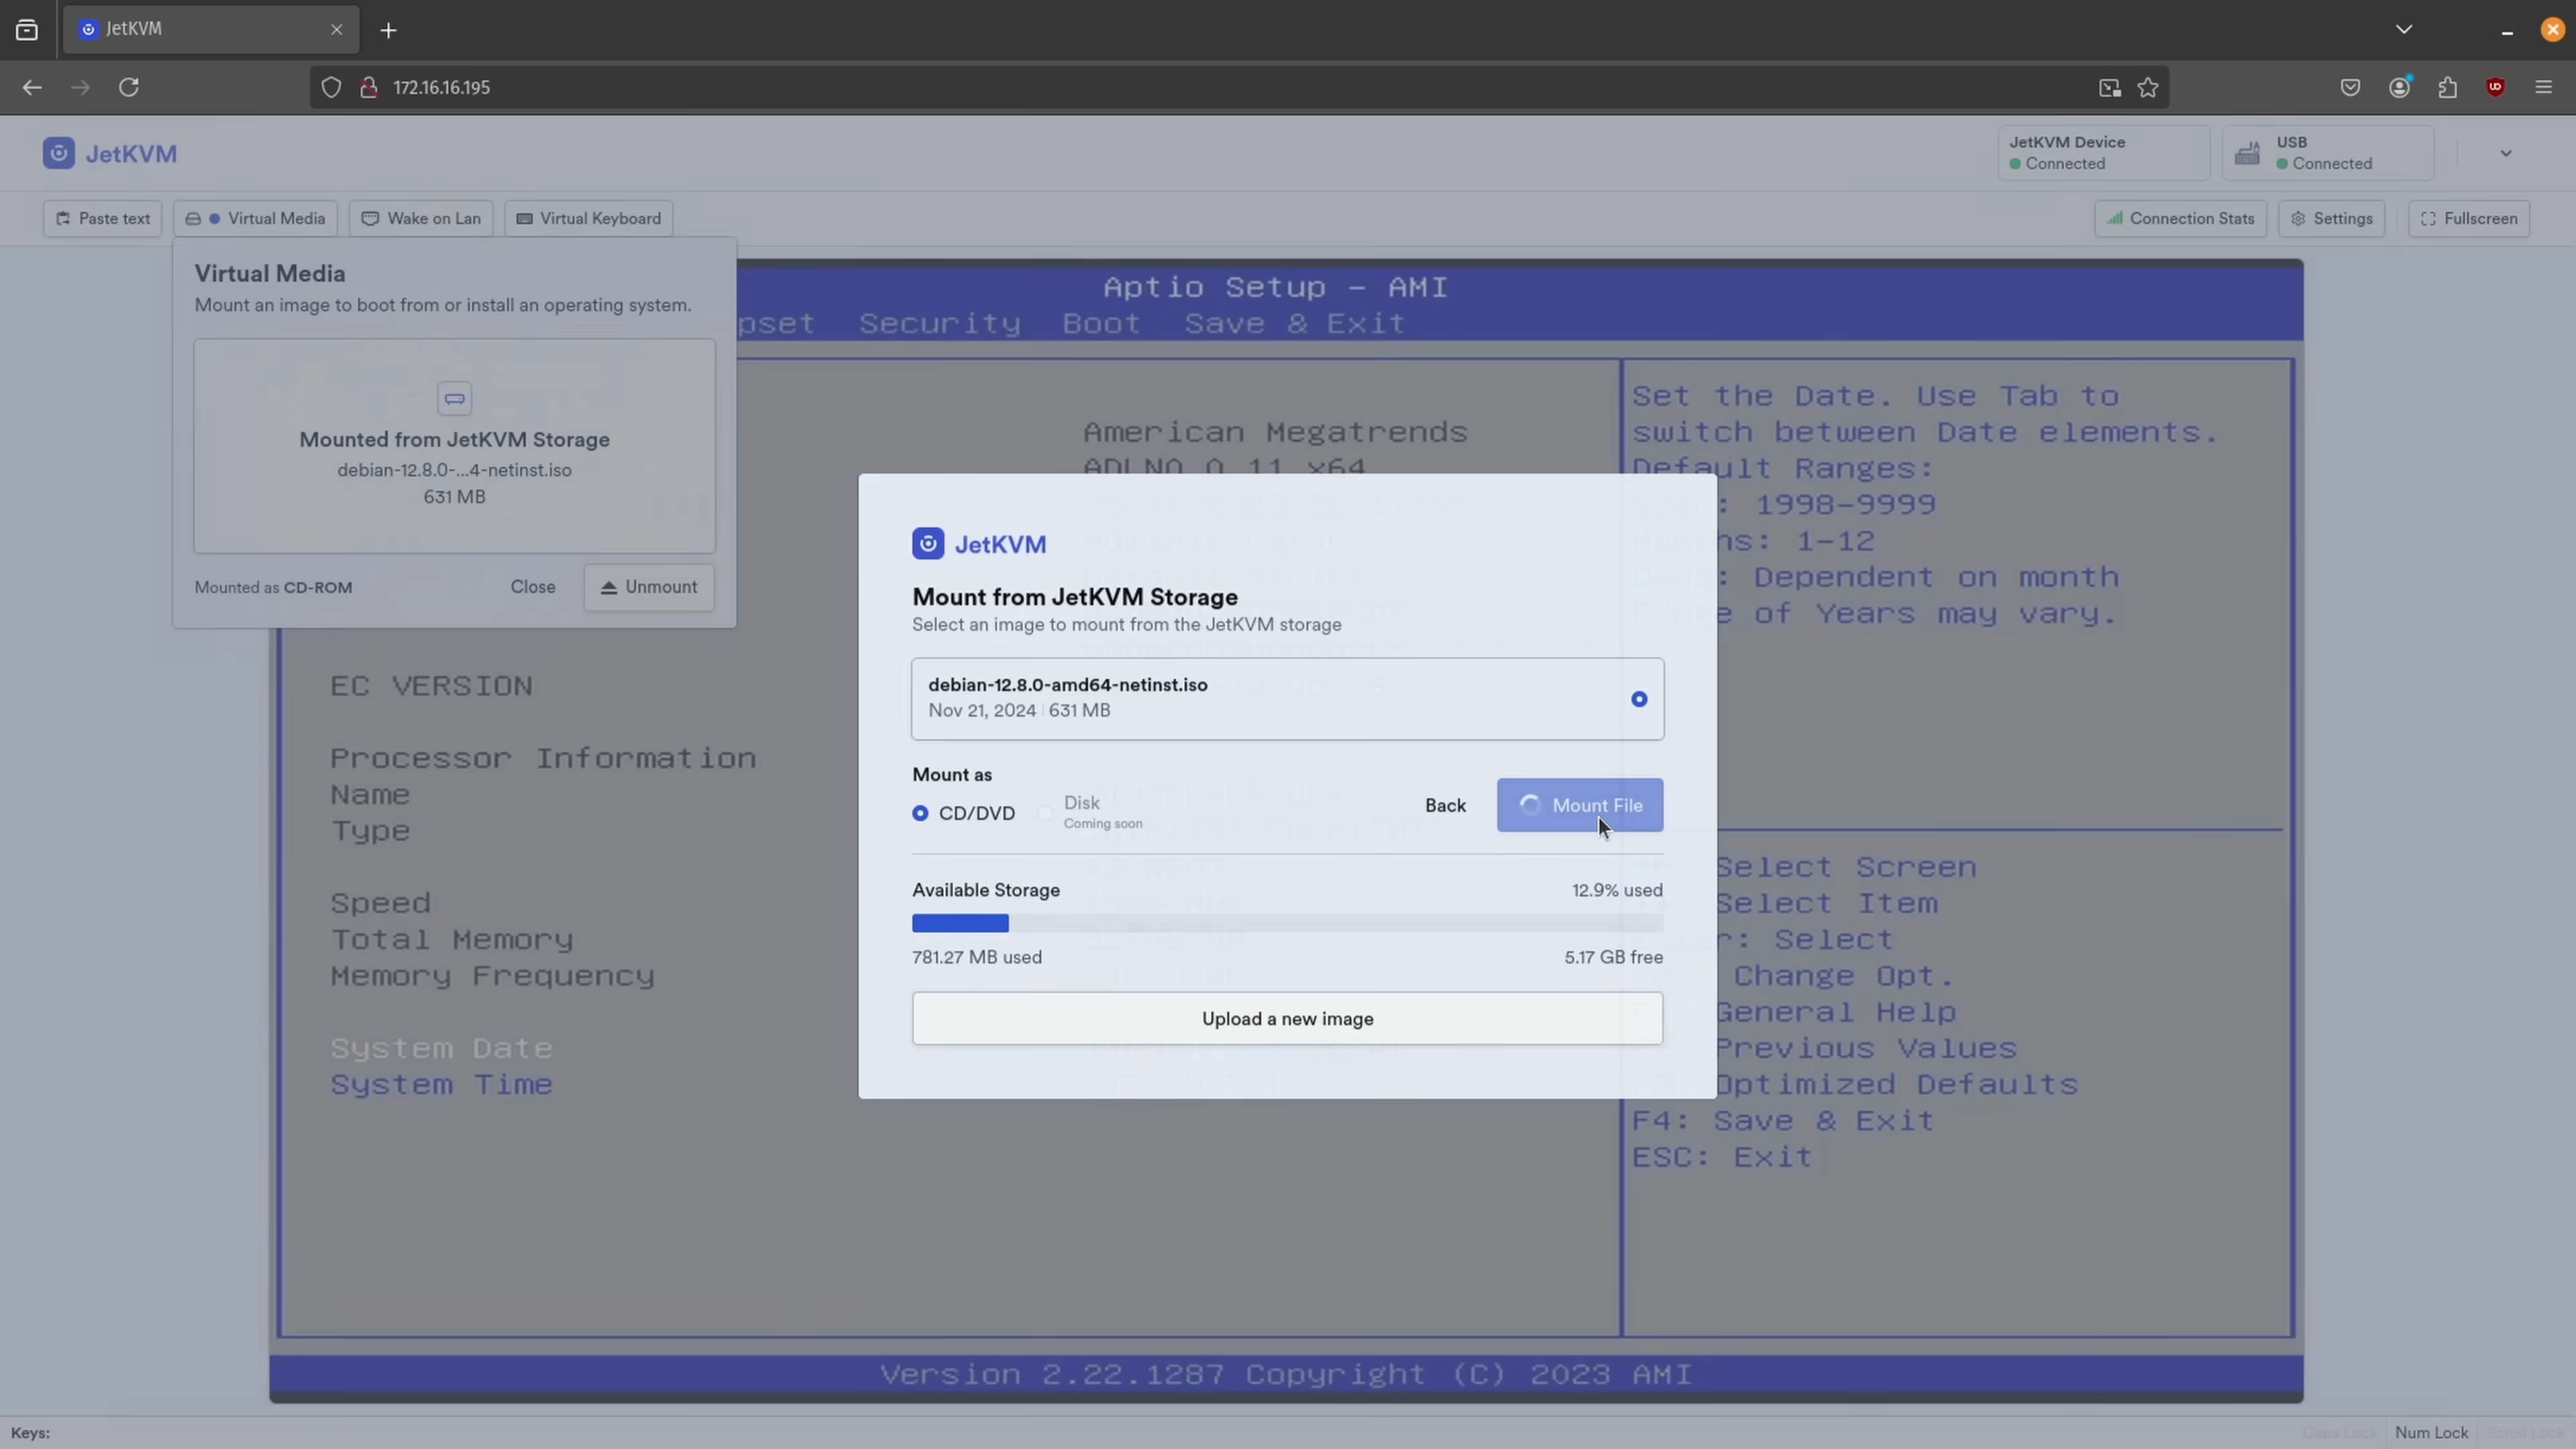 JetKVM
172.16.16.195
JetKVM
JetKVM Device
Connected
USB
Connected
Paste text
Virtual Media
Wake on Lan
Virtual Keyboard
Connection Stats
Settings
Fullscreen
Virtual Media
Mount an image to boot from or install an operating system.
Mounted from JetKVM Storage
debian-12.8.0-...4-netinst.iso
631 MB
Mounted as CD-ROM
Close
Unmount
Aptio Setup - AMI
pset Security Boot Save & Exit
American Megatrends
ADLN0 0.11 x64
EC VERSION
Processor Information
Name
Type
Speed
Total Memory
Memory Frequency
System Date
System Time
Set the Date. Use Tab to
switch between Date elements.
Default Ranges:
: 1998-9999
hs: 1-12
: Dependent on month
e of Years may vary.
JetKVM
Mount from JetKVM Storage
Select an image to mount from the JetKVM storage
debian-12.8.0-amd64-netinst.iso
Nov 21, 2024 | 631 MB
Mount as
CD/DVD
Disk
Coming soon
Back
Mount File
Available Storage
12.9% used
781.27 MB used
5.17 GB free
Upload a new image
Select Screen
Select Item
r: Select
Change Opt.
General Help
Previous Values
Optimized Defaults
F4: Save & Exit
ESC: Exit
Version 2.22.1287 Copyright (C) 2023 AMI
Keys:
Caps Lock
Num Lock
Scroll Lock